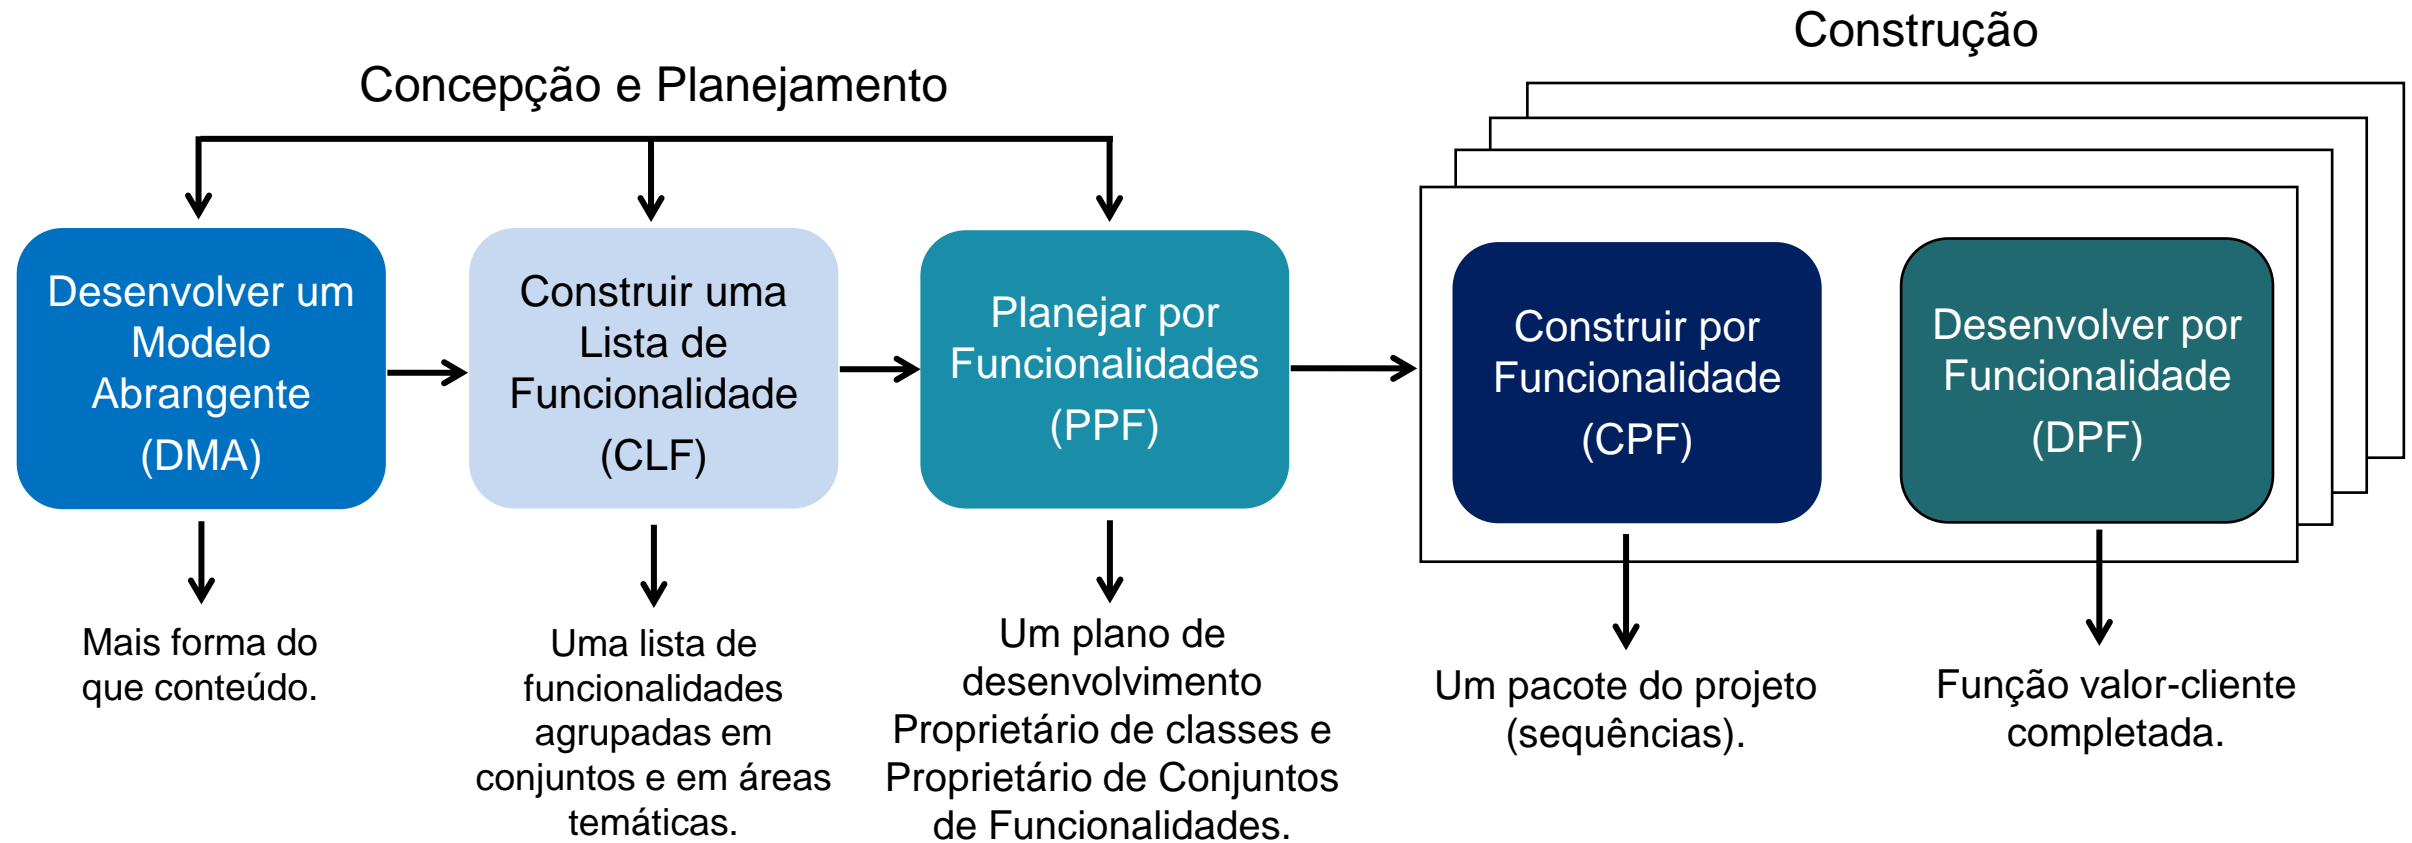 Construção
Concepção e Planejamento
Desenvolver um
Modelo
Abrangente
(DMA)
Construir uma
Lista de
Funcionalidade
(CLF)
Planejar por
Funcionalidades
(PPF)
Construir por
Funcionalidade
(CPF)
Desenvolver por
Funcionalidade
(DPF)
Mais forma do
que conteúdo.
Uma lista de
funcionalidades
agrupadas em
conjuntos e em áreas
temáticas.
Um plano de
desenvolvimento
Proprietário de classes e
Proprietário de Conjuntos
de Funcionalidades.
Um pacote do projeto
(sequências).
Função valor-cliente
completada.